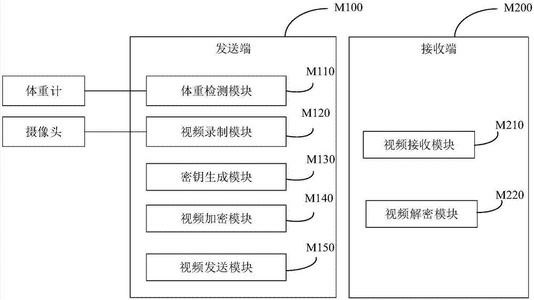 M100
M200
发送端
接收端
M110
体重计
体重检测模块
M120
摄像头
视频录制模块
M210
视频接收模块
M130
密钥生成模块
M140
视频加密模块
M220
视频解密模块
M150
视频发送模块